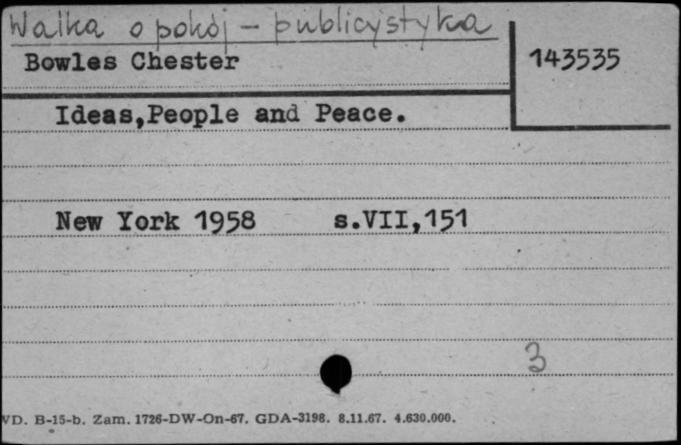 Walka o pokój - publicystyka
Bowles Chester
143535
Ideas,People and Peace.
New York 1958 s.VII,151
3
VD. B-15-b. Zam. 1726-DW-On-67. GDA-3198. 8.11.67. 4.630.000.